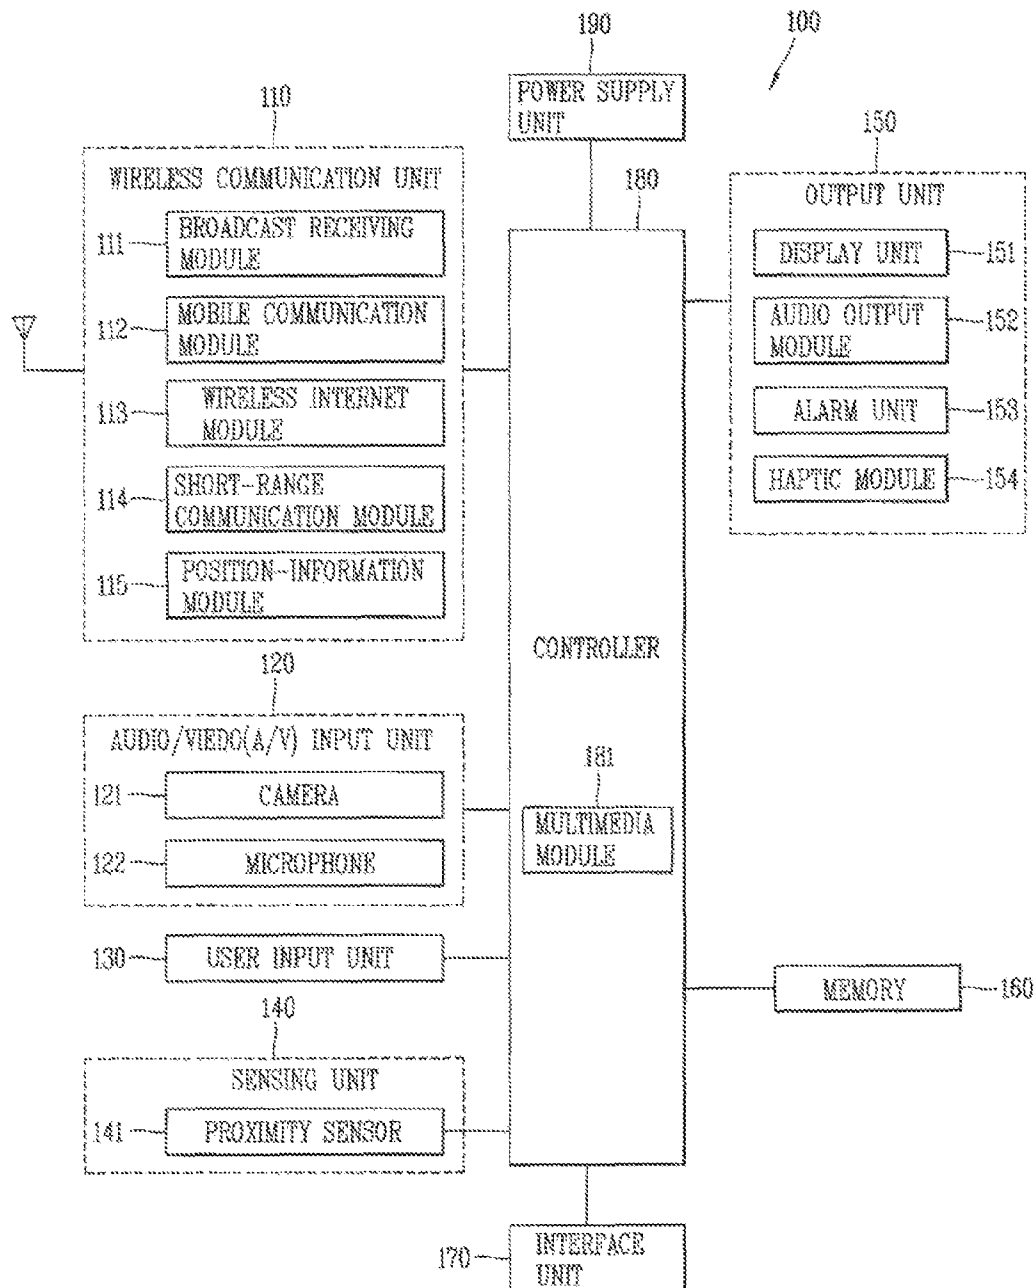 190
100
POWER SUPPLY
UNIT
110
WIRELESS COMMUNICATION UNIT
111
BROADCAST RECEIVING
MODULE
112
MOBILE COMMUNICATION
MODULE
113
WIRELESS INTERNET
MODULE
114
SHORT-RANGE
COMMUNICATION MODULE
115
POSITION-INFORMATION
MODULE
120
AUDIO/VIEDO(A/V) INPUT UNIT
121
CAMERA
122
MICROPHONE
130
USER INPUT UNIT
140
SENSING UNIT
141
PROXIMITY SENSOR
180
CONTROLLER
181
MULTIMEDIA
MODULE
150
OUTPUT UNIT
DISPLAY UNIT
151
AUDIO OUTPUT
MODULE
152
ALARM UNIT
153
HAPTIC MODULE
154
MEMORY
160
170
INTERFACE
UNIT